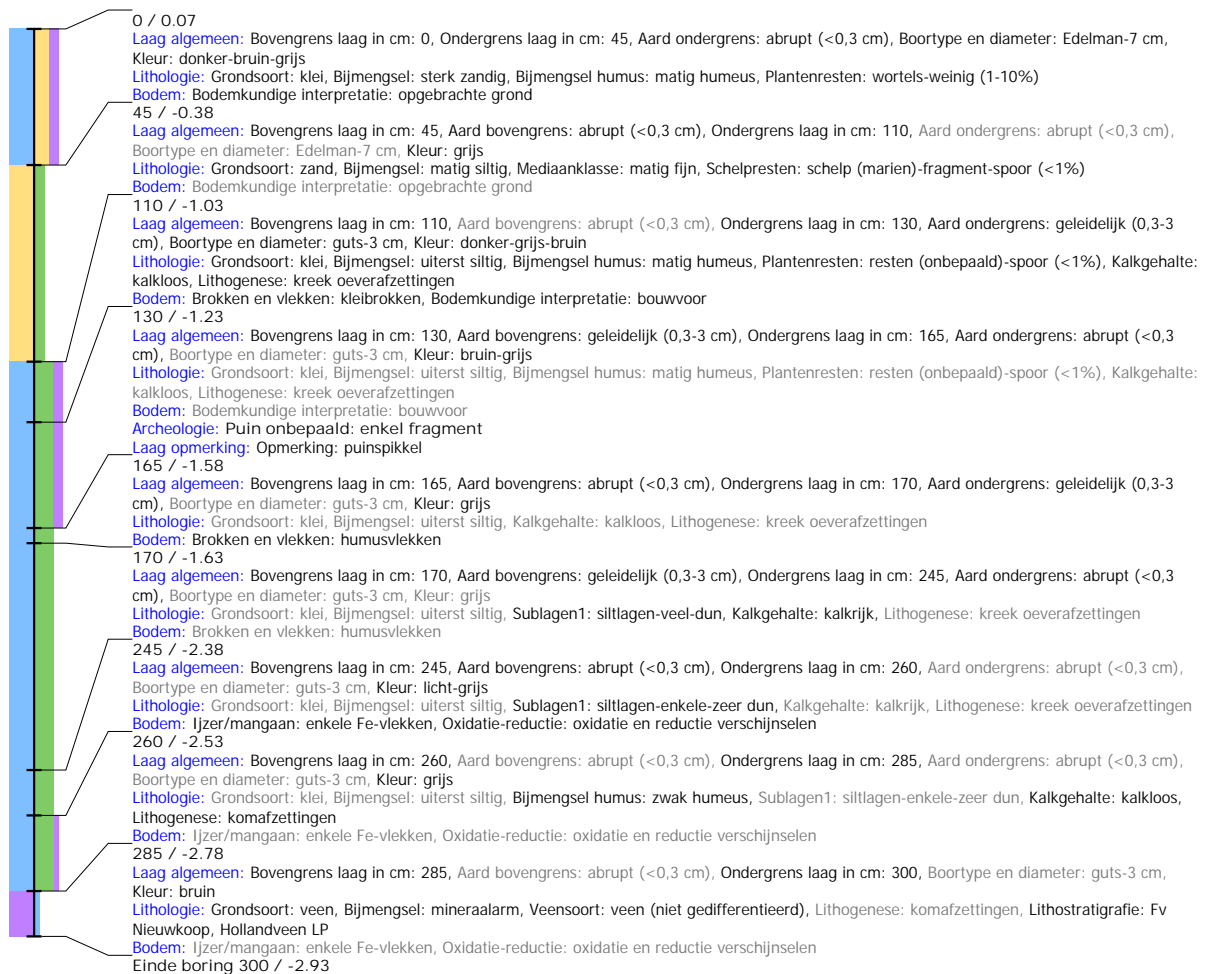 0 / 0.07
Laag algemeen: Bovengrens laag in cm: 0, Ondergrens laag in cm: 45, Aard ondergrens: abrupt (<0,3 cm), Boortype en diameter: Edelman-7 cm,
Kleur: donker-bruin-grijs
Lithologie: Grondsoort: klei, Bijmengsel: sterk zandig, Bijmengsel humus: matig humeus, Plantenresten: wortels-weinig (1-10%)
Bodem: Bodemkundige interpretatie: opgebrachte grond
45 / -0.38
Laag algemeen: Bovengrens laag in cm: 45, Aard bovengrens: abrupt (<0,3 cm), Ondergrens laag in cm: 110, Aard ondergrens: abrupt (<0,3 cm),
Boortype en diameter: Edelman-7 cm, Kleur: grijs
Lithologie: Grondsoort: zand, Bijmengsel: matig siltig, Mediaanklasse: matig fijn, Schelpresten: schelp (marien)-fragment-spoor (<1%)
Bodem: Bodemkundige interpretatie: opgebrachte grond
110 / -1.03
Laag algemeen: Bovengrens laag in cm: 110, Aard bovengrens: abrupt (<0,3 cm), Ondergrens laag in cm: 130, Aard ondergrens: geleidelijk (0,3-3
cm), Boortype en diameter: guts-3 cm, Kleur: donker-grijs-bruin
Lithologie: Grondsoort: klei, Bijmengsel: uiterst siltig, Bijmengsel humus: matig humeus, Plantenresten: resten (onbepaald)-spoor (<1%), Kalkgehalte:
kalkloos, Lithogenese: kreek oeverafzettingen
Bodem: Brokken en vlekken: kleibrokken, Bodemkundige interpretatie: bouwvoor
130 / -1.23
Laag algemeen: Bovengrens laag in cm: 130, Aard bovengrens: geleidelijk (0,3-3 cm), Ondergrens laag in cm: 165, Aard ondergrens: abrupt (<0,3
cm), Boortype en diameter: guts-3 cm, Kleur: bruin-grijs
Lithologie: Grondsoort: klei, Bijmengsel: uiterst siltig, Bijmengsel humus: matig humeus, Plantenresten: resten (onbepaald)-spoor (<1%), Kalkgehalte:
kalkloos, Lithogenese: kreek oeverafzettingen
Bodem: Bodemkundige interpretatie: bouwvoor
Archeologie: Puin onbepaald: enkel fragment
Laag opmerking: Opmerking: puinspikkel
165 / -1.58
Laag algemeen: Bovengrens laag in cm: 165, Aard bovengrens: abrupt (<0,3 cm), Ondergrens laag in cm: 170, Aard ondergrens: geleidelijk (0,3-3
cm), Boortype en diameter: guts-3 cm, Kleur: grijs
Lithologie: Grondsoort: klei, Bijmengsel: uiterst siltig, Kalkgehalte: kalkloos, Lithogenese: kreek oeverafzettingen
Bodem: Brokken en vlekken: humusvlekken
170 / -1.63
Laag algemeen: Bovengrens laag in cm: 170, Aard bovengrens: geleidelijk (0,3-3 cm), Ondergrens laag in cm: 245, Aard ondergrens: abrupt (<0,3
cm), Boortype en diameter: guts-3 cm, Kleur: grijs
Lithologie: Grondsoort: klei, Bijmengsel: uiterst siltig, Sublagen1: siltlagen-veel-dun, Kalkgehalte: kalkrijk, Lithogenese: kreek oeverafzettingen
Bodem: Brokken en vlekken: humusvlekken
245 / -2.38
Laag algemeen: Bovengrens laag in cm: 245, Aard bovengrens: abrupt (<0,3 cm), Ondergrens laag in cm: 260, Aard ondergrens: abrupt (<0,3 cm),
Boortype en diameter: guts-3 cm, Kleur: licht-grijs
Lithologie: Grondsoort: klei, Bijmengsel: uiterst siltig, Sublagen1: siltlagen-enkele-zeer dun, Kalkgehalte: kalkrijk, Lithogenese: kreek oeverafzettingen
Bodem: Ijzer/mangaan: enkele Fe-vlekken, Oxidatie-reductie: oxidatie en reductie verschijnselen
260 / -2.53
Laag algemeen: Bovengrens laag in cm: 260, Aard bovengrens: abrupt (<0,3 cm), Ondergrens laag in cm: 285, Aard ondergrens: abrupt (<0,3 cm),
Boortype en diameter: guts-3 cm, Kleur: grijs
Lithologie: Grondsoort: klei, Bijmengsel: uiterst siltig, Bijmengsel humus: zwak humeus, Sublagen1: siltlagen-enkele-zeer dun, Kalkgehalte: kalkloos,
Lithogenese: komafzettingen
Bodem: Ijzer/mangaan: enkele Fe-vlekken, Oxidatie-reductie: oxidatie en reductie verschijnselen
285 / -2.78
Laag algemeen: Bovengrens laag in cm: 285, Aard bovengrens: abrupt (<0,3 cm), Ondergrens laag in cm: 300, Boortype en diameter: guts-3 cm,
Kleur: bruin
Lithologie: Grondsoort: veen, Bijmengsel: mineraalarm, Veensoort: veen (niet gedifferentieerd), Lithogenese: komafzettingen, Lithostratigrafie: Fv
Nieuwkoop, Hollandveen LP
Bodem: Ijzer/mangaan: enkele Fe-vlekken, Oxidatie-reductie: oxidatie en reductie verschijnselen
Einde boring 300 / -2.93